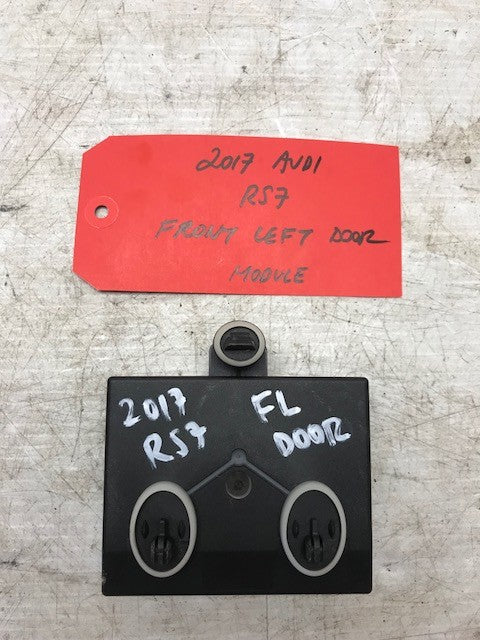 2017 AUDI
RS7
FRONT LEFT DOOR
MODULE
2017
RS7
FL
DOOR